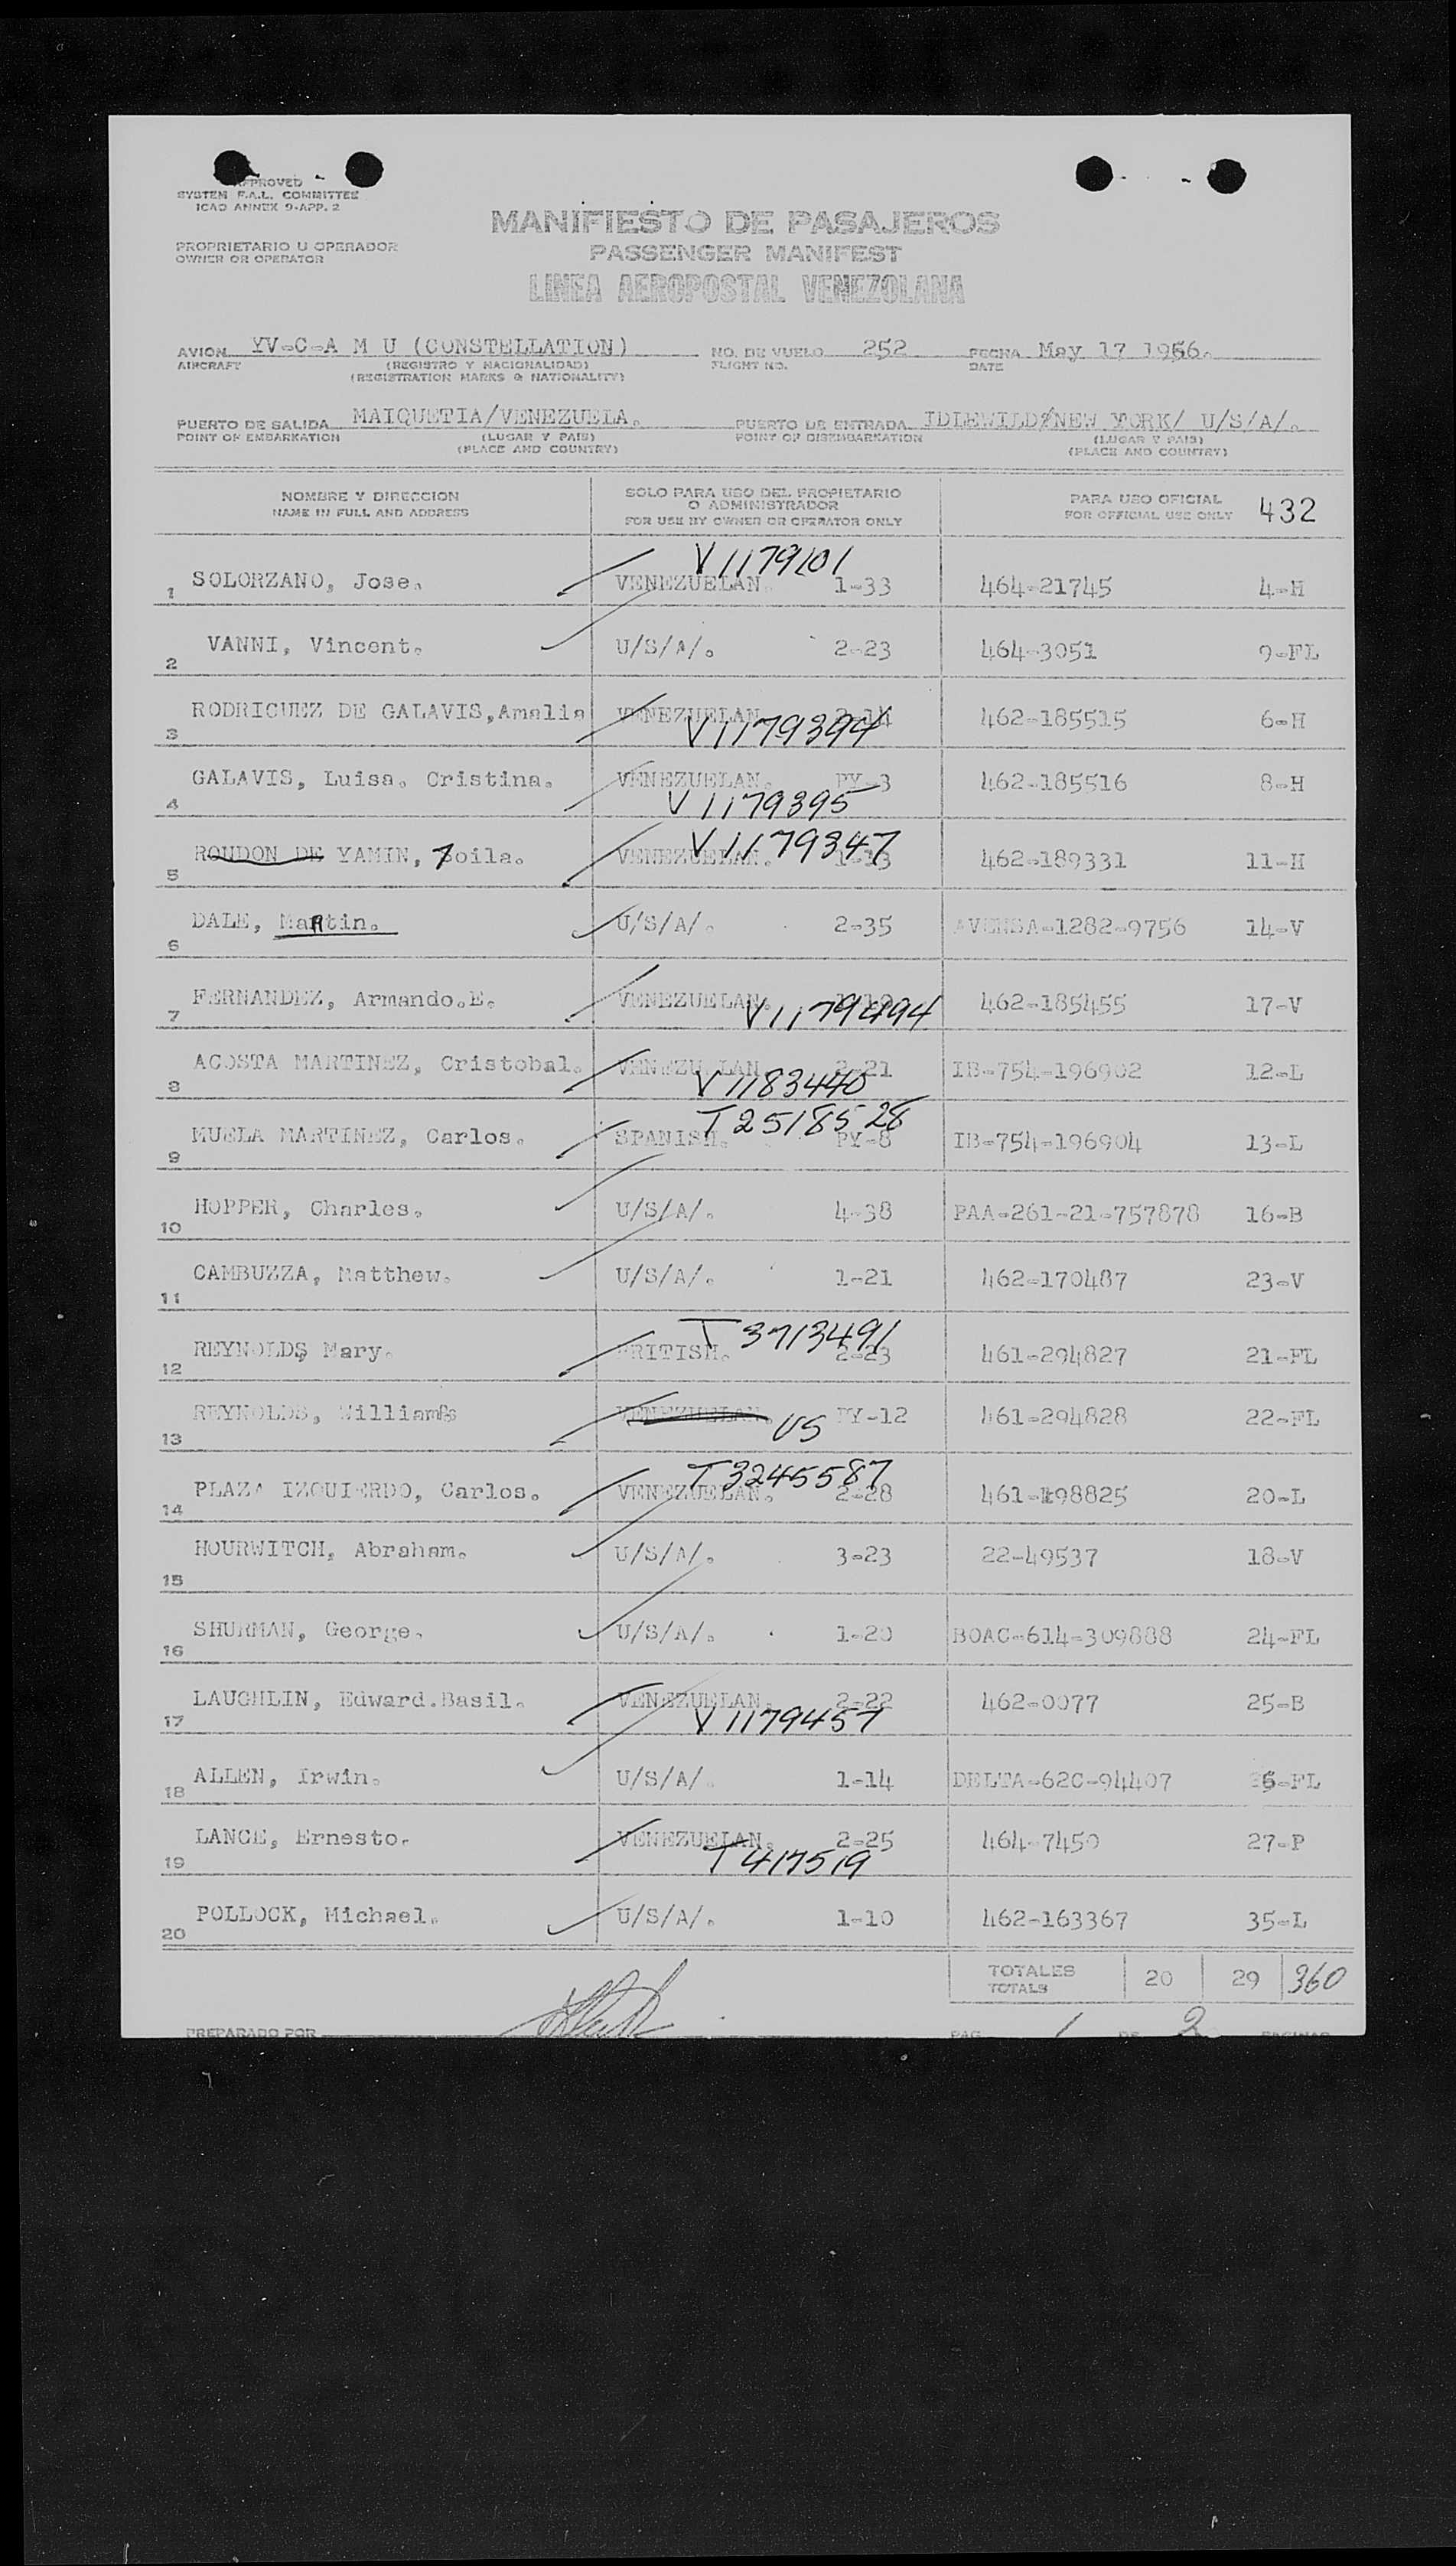 APPROVED
SYSTEM F.A.L. COMMITTEE
ICAO ANNEX 9-APP. 2
MANIFIESTO DE PASAJEROS
PROPRIETARIO U OPERADOR
OWNER OR OPERATOR
PASSENGER MANIFEST
LINEA AEROPOSTAL VENEZOLANA
AVION YV-C-A M U (CONSTELLATION) NO. DE VUELO 252 FECHA May 17 1956.
AIRCRAFT (REGISTRO Y NACIONALIDAD) FLIGHT NO. DATE
(REGISTRATION MARKS & NATIONALITY)
PUERTO DE SALIDA MAIQUETIA/VENEZUELA. PUERTO DE ENTRADA IDLEWILD/NEW YORK/ U/S/A/.
POINT OF EMBARKATION (LUGAR Y PAIS) POINT OF DISEMBARKATION (LUGAR Y PAIS)
(PLACE AND COUNTRY) (PLACE AND COUNTRY)
NOMBRE Y DIRECCION SOLO PARA USO DEL PROPIETARIO PARA USO OFICIAL 432
NAME IN FULL AND ADDRESS O ADMINISTRADOR FOR OFFICIAL USE ONLY
FOR USE BY OWNER OR OPERATOR ONLY
V1179101
1 SOLORZANO, Jose. VENEZUELAN. 1-33 464-21745 4-H
2 VANNI, Vincent. U/S/A/. 2-23 464-3051 9-FL
3 RODRIGUEZ DE GALAVIS,Amalia VENEZUELAN. 2-14 462-185515 6-H
V1179394
4 GALAVIS, Luisa. Cristina. VENEZUELAN. PY-3 462-185516 8-H
V1179395
V1179347
5 ROUDON DE YAMIN, Zoila. VENEZUELAN. 1-13 462-189331 11-H
6 DALE, Martin. U/S/A/. 2-35 AVENSA-1282-9756 14-V
7 FERNANDEZ, Armando.E. VENEZUELAN. 462-185455 17-V
V1179494
8 ACOSTA MARTINEZ, Cristobal. VENEZUELAN. 2-21 IB-754-196902 12-L
V1183440
T2518528
9 MUELA MARTINEZ, Carlos. SPANISH. PY-8 IB-754-196904 13-L
10 HOPPER, Charles. U/S/A/. 4-38 PAA-261-21-757878 16-B
11 CAMBUZZA, Matthew. U/S/A/. 1-21 462-170487 23-V
T3713491
12 REYNOLDS, Mary. BRITISH. 2-23 461-294827 21-FL
13 REYNOLDS, William VENEZUELAN. US PY-12 461-294828 22-FL
T3245587
14 PLAZA IZQUIERDO, Carlos. VENEZUELAN. 2-28 461-198825 20-L
15 HOURWITCH, Abraham. U/S/A/. 3-23 22-49537 18-V
16 SHURMAN, George. U/S/A/. 1-20 BOAC-614-309888 24-FL
17 LAUGHLIN, Edward.Basil. VENEZUELAN. 2-22 462-0077 25-B
V1179457
18 ALLEN, Irwin. U/S/A/. 1-14 DELTA-62C-94407 26-FL
19 LANGE, Ernesto. VENEZUELAN. 2-25 464-7450 27-P
T417519
20 POLLOCK, Michael. U/S/A/. 1-10 462-163367 35-L
TOTALES 20 29 360
TOTALS
PREPARADO POR PAG 1 DE 2 PAGINAS